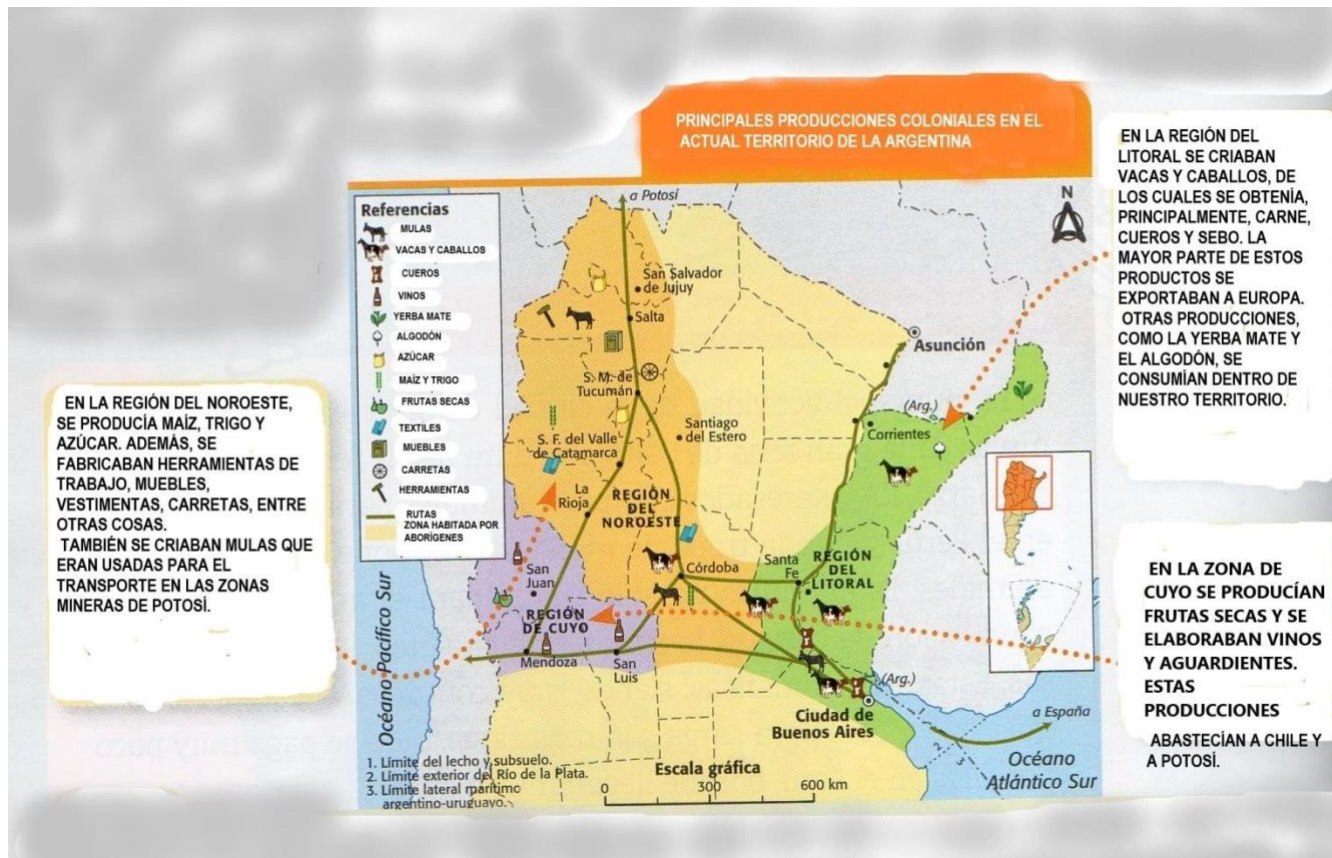 PRINCIPALES PRODUCCIONES COLONIALES EN EL
ACTUAL TERRITORIO DE LA ARGENTINA
EN LA REGIÓN DEL
LITORAL SE CRIABAN
VACAS Y CABALLOS, DE
LOS CUALES SE OBTENÍA,
PRINCIPALMENTE, CARNE,
CUEROS Y SEBO. LA
MAYOR PARTE DE ESTOS
PRODUCTOS SE
EXPORTABAN A EUROPA.
OTRAS PRODUCCIONES,
COMO LA YERBA MATE Y
EL ALGODÓN, SE
CONSUMÍAN DENTRO DE
NUESTRO TERRITORIO.
EN LA REGIÓN DEL NOROESTE,
SE PRODUCÍA MAÍZ, TRIGO Y
AZÚCAR. ADEMÁS, SE
FABRICABAN HERRAMIENTAS DE
TRABAJO, MUEBLES,
VESTIMENTAS, CARRETAS, ENTRE
OTRAS COSAS.
TAMBIÉN SE CRIABAN MULAS QUE
ERAN USADAS PARA EL
TRANSPORTE EN LAS ZONAS
MINERAS DE POTOSÍ.
EN LA ZONA DE
CUYO SE PRODUCÍAN
FRUTAS SECAS Y SE
ELABORABAN VINOS
Y AGUARDIENTES.
ESTAS
PRODUCCIONES
ABASTECÍAN A CHILE Y
A POTOSÍ.
Referencias
MULAS
VACAS Y CABALLOS
CUEROS
VINOS
YERBA MATE
ALGODÓN
AZÚCAR
MAÍZ Y TRIGO
FRUTAS SECAS
TEXTILES
MUEBLES
CARRETAS
HERRAMIENTAS
RUTAS
ZONA HABITADA POR
ABORÍGENES
a Potosí
N
San Salvador
de Jujuy
Salta
Asunción
S. M. de
Tucumán
(Arg.)
Corrientes
Santiago
del Estero
S. F. del Valle
de Catamarca
La
Rioja
REGIÓN
DEL
NOROESTE
Córdoba
Santa
Fe
REGIÓN
DEL
LITORAL
San
Juan
REGIÓN
DE CUYO
Mendoza
San
Luis
(Arg.)
Ciudad de
Buenos Aires
a España
2
3
Océano Pacífico Sur
Océano
Atlántico Sur
1. Límite del lecho y subsuelo.
2. Límite exterior del Río de la Plata.
3. Límite lateral marítimo
argentino-uruguayo.
Escala gráfica
0 300 600 km
para muy poco